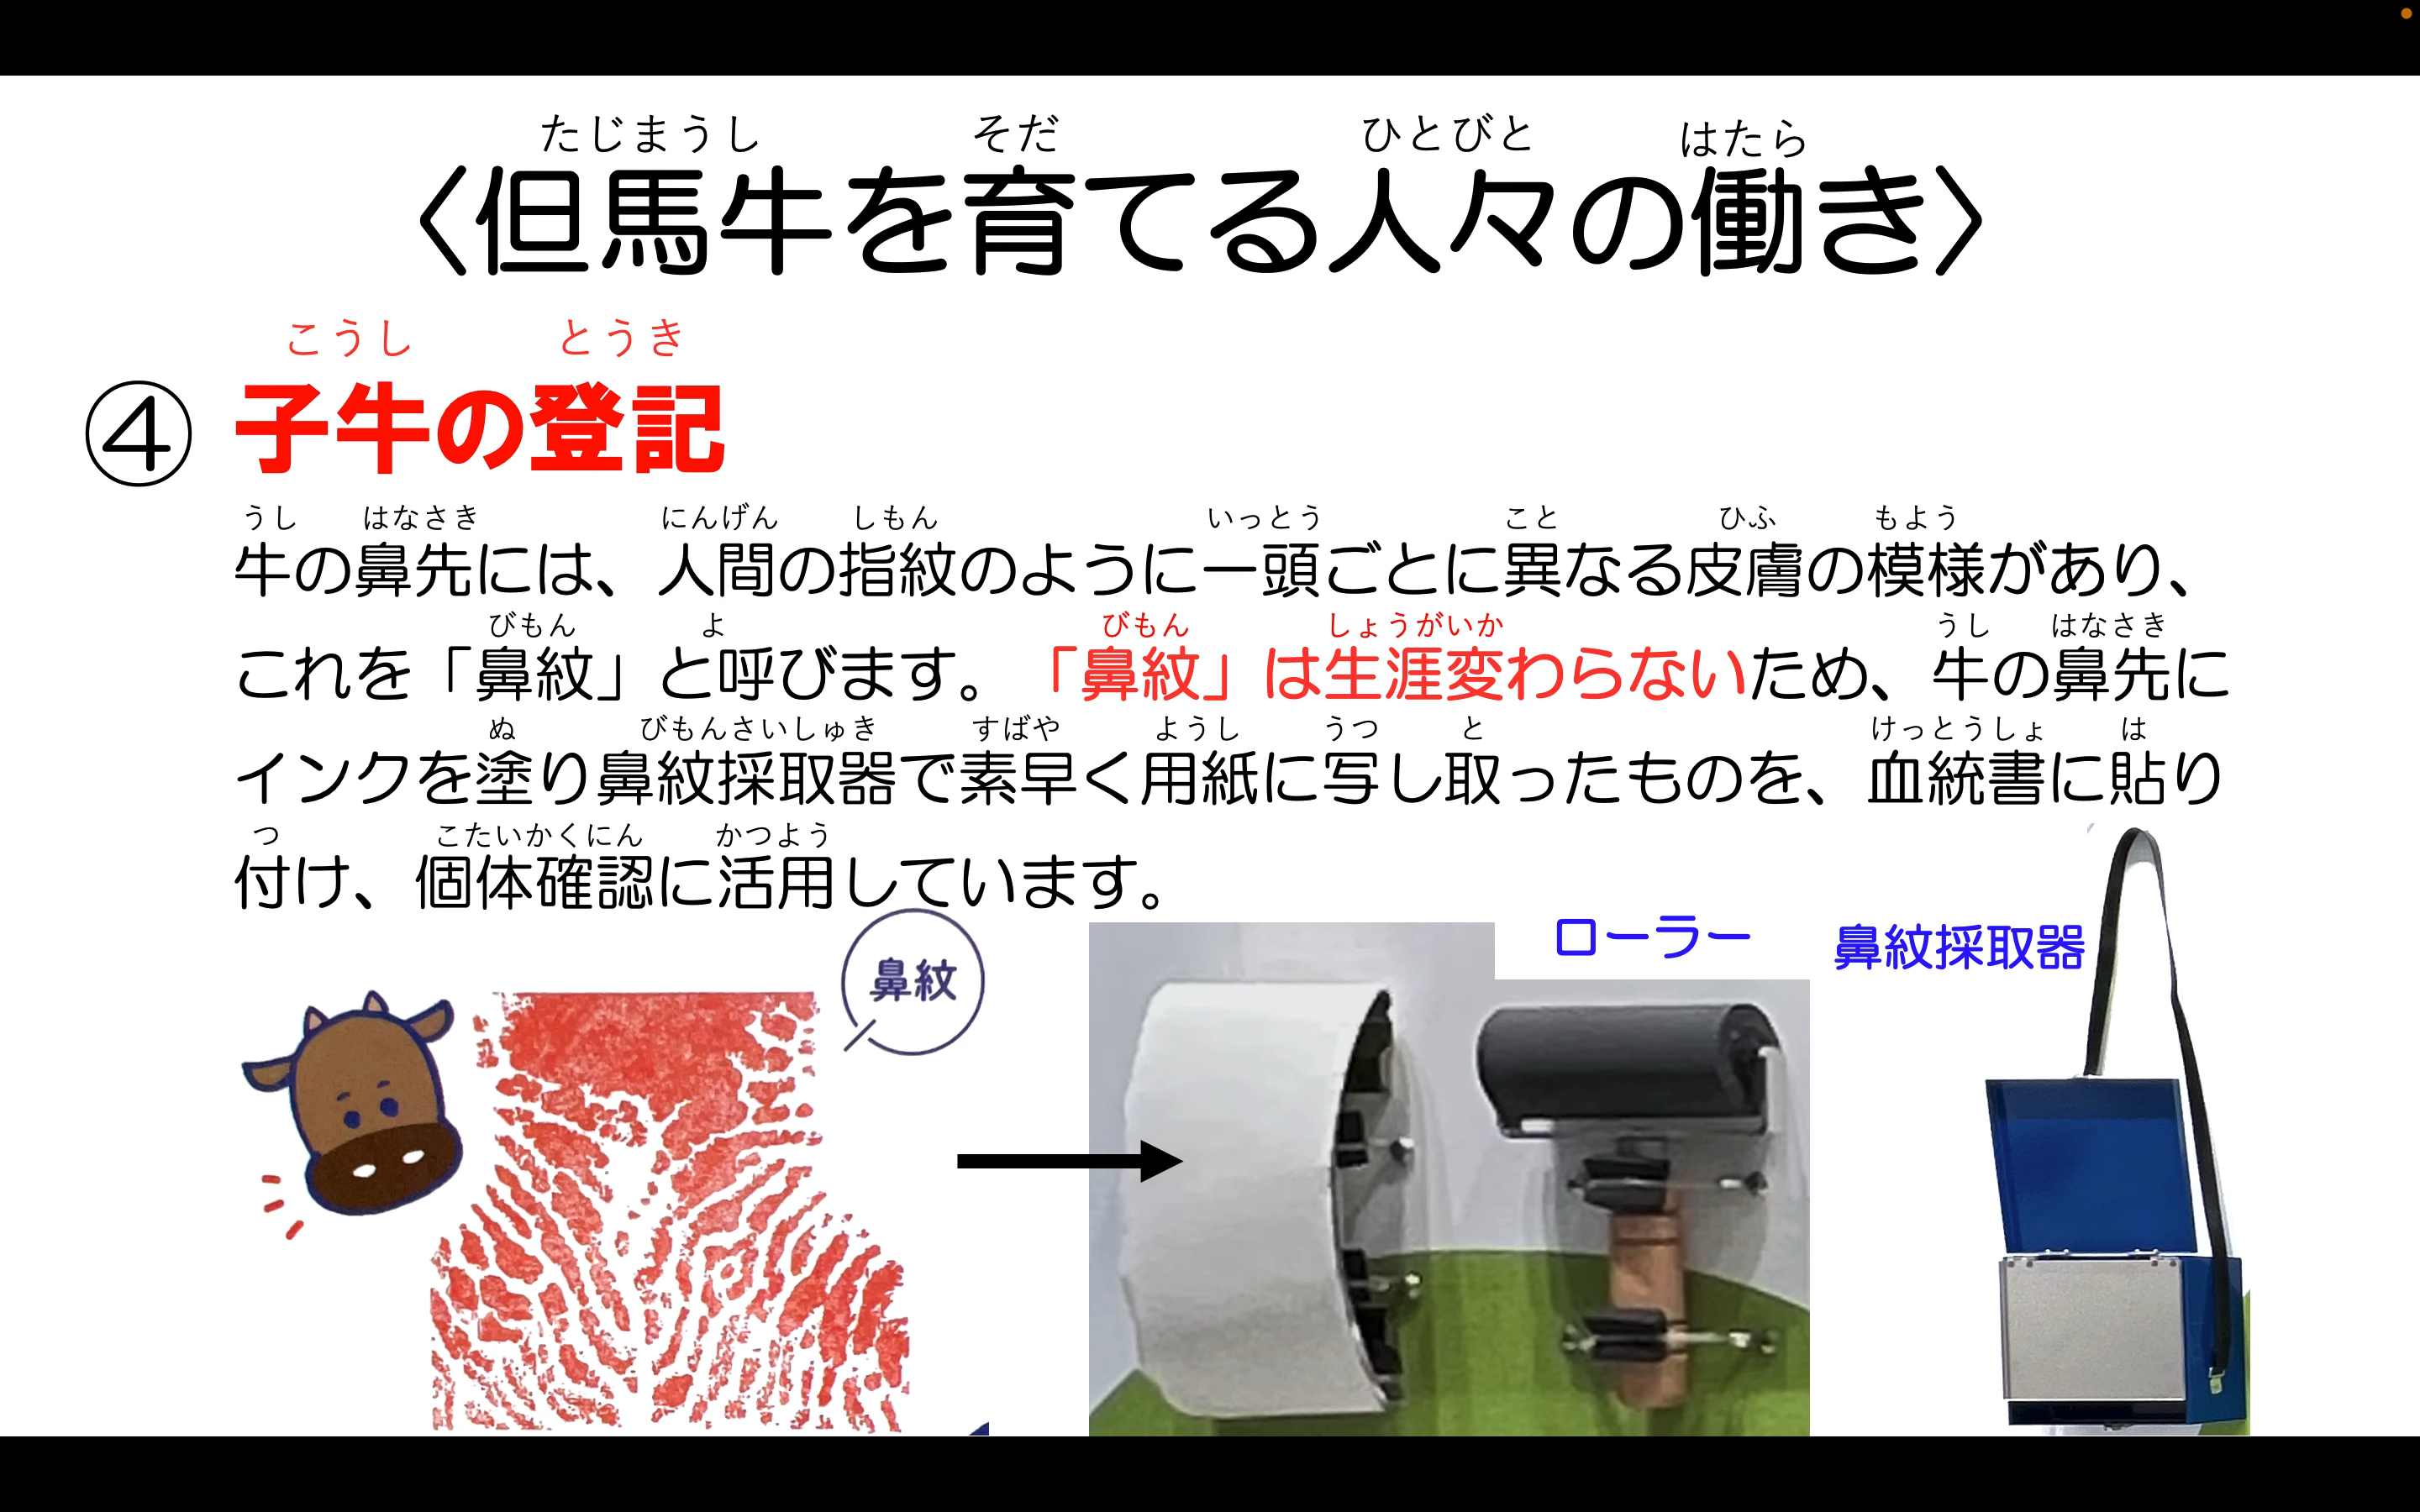 たじまうし そだ ひとびと はたら
〈但馬牛を育てる人々の働き〉
こうし とうき
④ 子牛の登記
うし はなさき にんげん しもん いっとう こと ひふ もよう
牛の鼻先には、人間の指紋のように一頭ごとに異なる皮膚の模様があり、
びもん よ びもん しょうがいか うし はなさき
これを「鼻紋」と呼びます。「鼻紋」は生涯変わらないため、牛の鼻先に
ぬ びもんさいしゅき すばや ようし うつ と けっとうしょ は
インクを塗り鼻紋採取器で素早く用紙に写し取ったものを、血統書に貼り
つ こたいかくにん かつよう
付け、個体確認に活用しています。
鼻紋
ローラー
鼻紋採取器